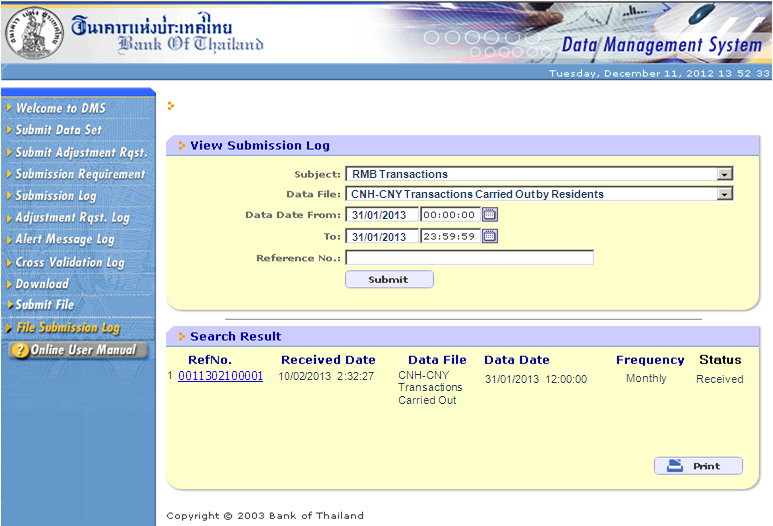 ธนาคารแห่งประเทศไทย
Bank Of Thailand
Data Management System
Tuesday, December 11, 2012 13 52 33
Welcome to DMS
Submit Data Set
Submit Adjustment Rqst.
Submission Requirement
Submission Log
Adjustment Rqst. Log
Alert Message Log
Cross Validation Log
Download
Submit File
File Submission Log
? Online User Manual
View Submission Log
Subject: RMB Transactions
Data File: CNH-CNY Transactions Carried Out by Residents
Data Date From: 31/01/2013 00:00:00
To: 31/01/2013 23:59:59
Reference No.:
Submit
Search Result
RefNo. Received Date Data File Data Date Frequency Status
1 0011302100001 10/02/2013 2:32:27 CNH-CNY 31/01/2013 12:00:00 Monthly Received
Transactions
Carried Out
Print
Copyright © 2003 Bank of Thailand